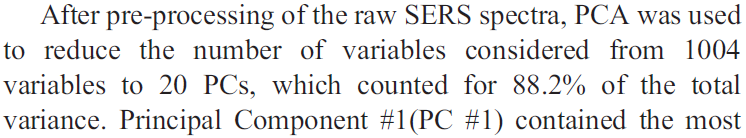 After pre-processing of the raw SERS spectra, PCA was used
to reduce the number of variables considered from 1004
variables to 20 PCs, which counted for 88.2% of the total
variance. Principal Component #1(PC #1) contained the most